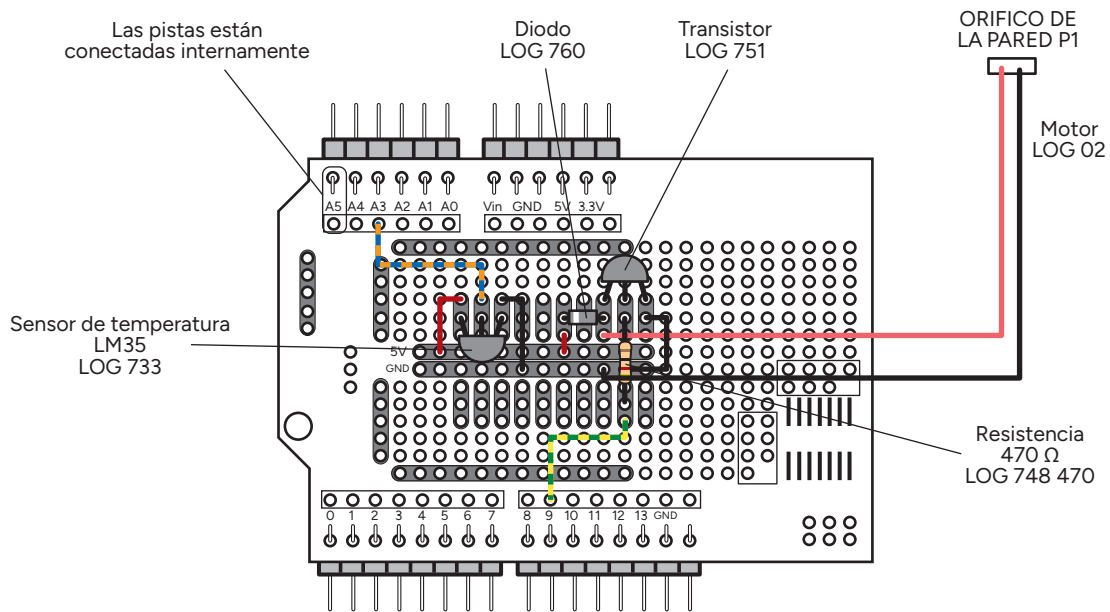 Las pistas están
conectadas internamente
Diodo
LOG 760
Transistor
LOG 751
ORIFICO DE
LA PARED P1
Motor
LOG 02
A5 A4 A3 A2 A1 A0
Vin GND 5V 3.3V
Sensor de temperatura
LM35
LOG 733
5V
GND
Resistencia
470 Ω
LOG 748 470
0 1 2 3 4 5 6 7
8 9 10 11 12 13 GND